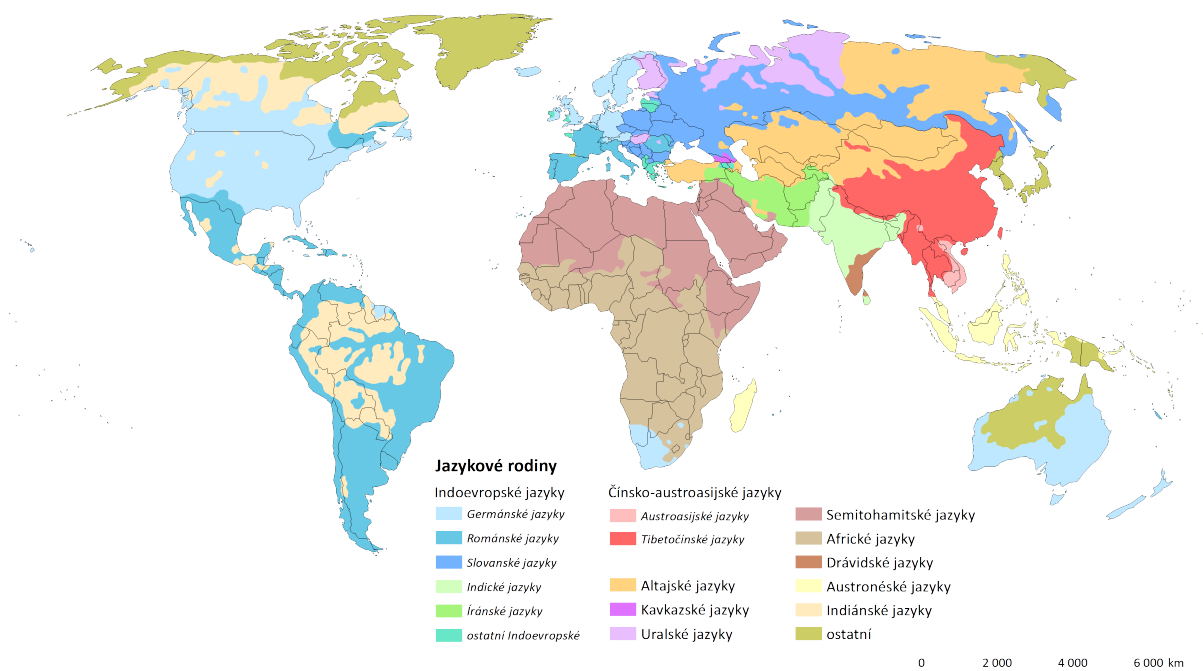 Jazykové rodiny
Indoevropské jazyky
Germánské jazyky
Románské jazyky
Slovanské jazyky
Indické jazyky
Íránské jazyky
ostatní Indoevropské
Čínsko-austroasijské jazyky
Austroasijské jazyky
Tibetočínské jazyky
Altajské jazyky
Kavkazské jazyky
Uralské jazyky
Semitohamitské jazyky
Africké jazyky
Drávidské jazyky
Austronéské jazyky
Indiánské jazyky
ostatní
0 2 000 4 000 6 000 km